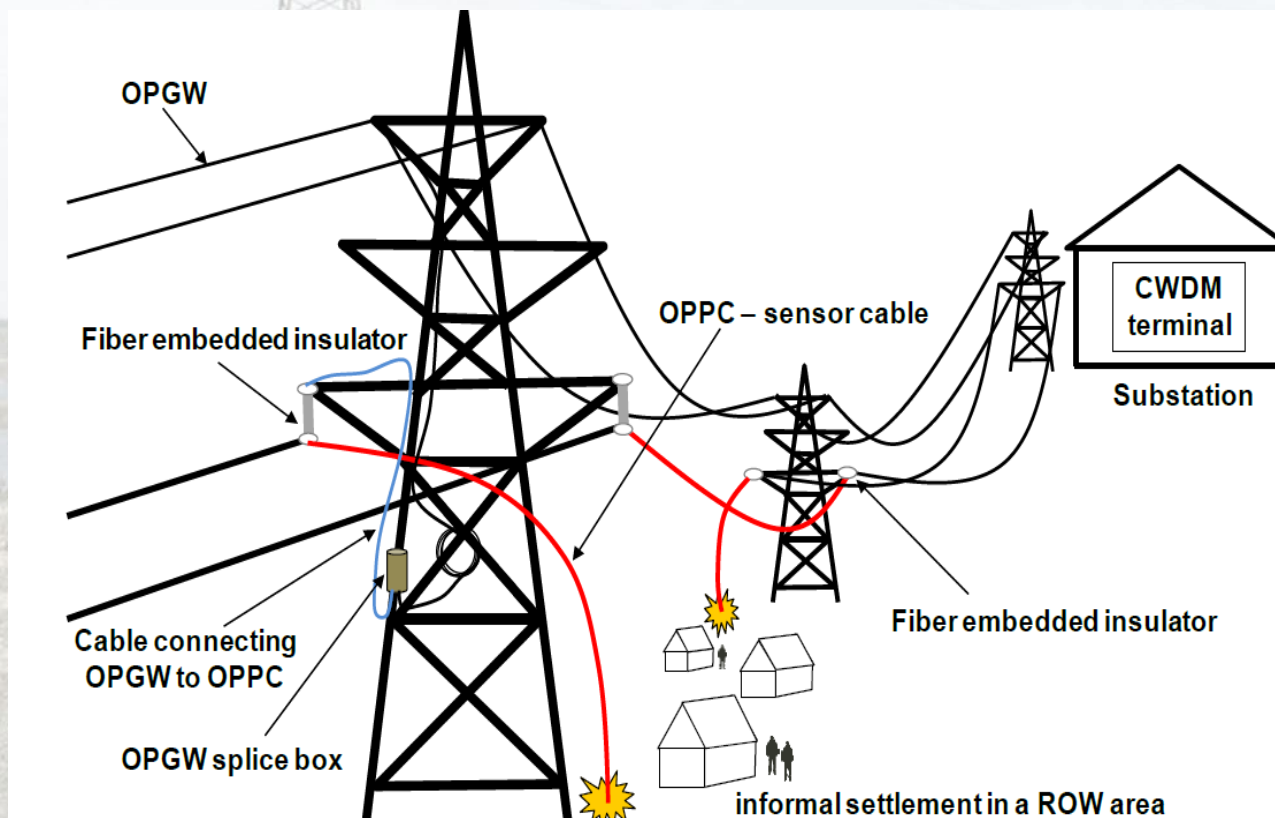 OPGW
OPPC – sensor cable
CWDM
terminal
Substation
Fiber embedded insulator
Fiber embedded insulator
Cable connecting
OPGW to OPPC
OPGW splice box
informal settlement in a ROW area